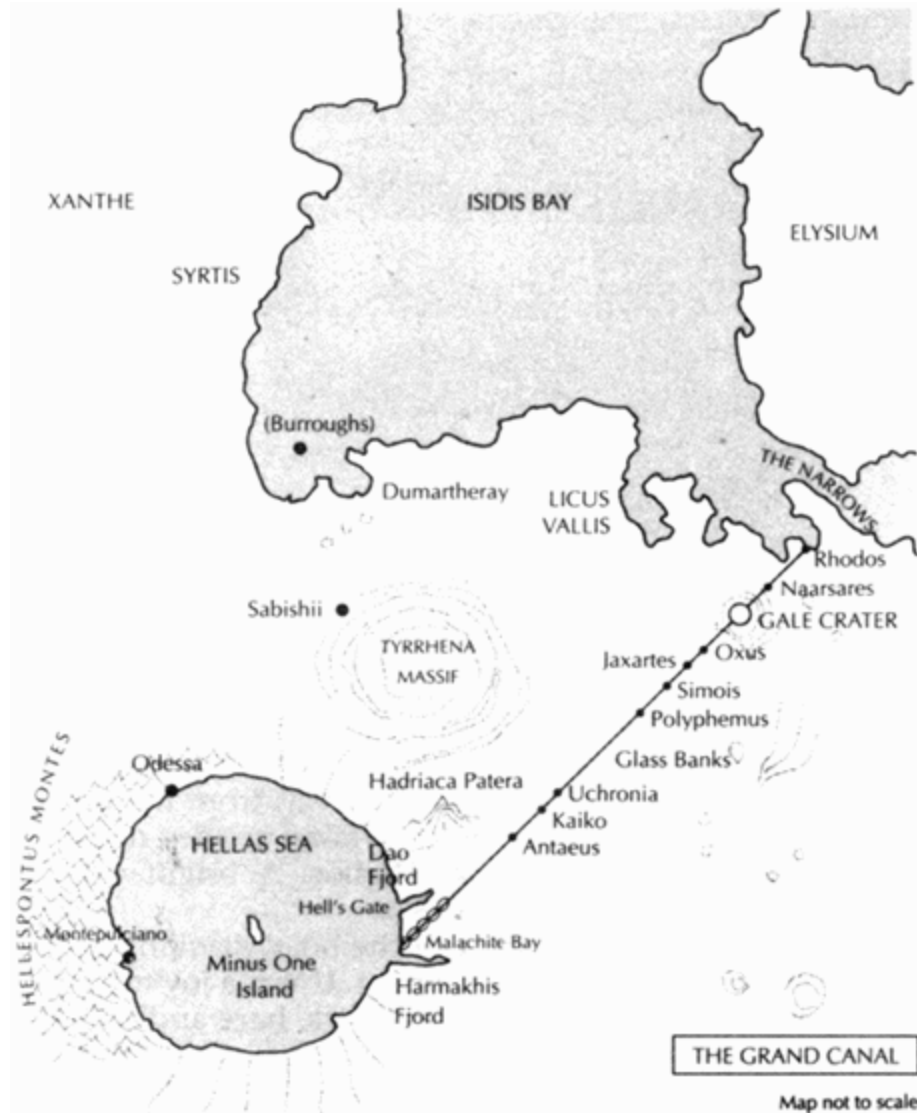 XANTHE
ISIDIS BAY
ELYSIUM
SYRTIS
(Burroughs)
THE NARROWS
Dumartheray
LICUS
VALLIS
Rhodos
Naarsares
Sabishii
GALE CRATER
TYRRHENA
MASSIF
Oxus
Jaxartes
Simois
Polyphemus
Glass Banks
HELLESPONTUS MONTES
Odessa
Hadriaca Patera
Uchronia
Kaiko
Antaeus
HELLAS SEA
Dao
Fjord
Hell's Gate
Montepulciano
Malachite Bay
Minus One
Island
Harmakhis
Fjord
THE GRAND CANAL
Map not to scale